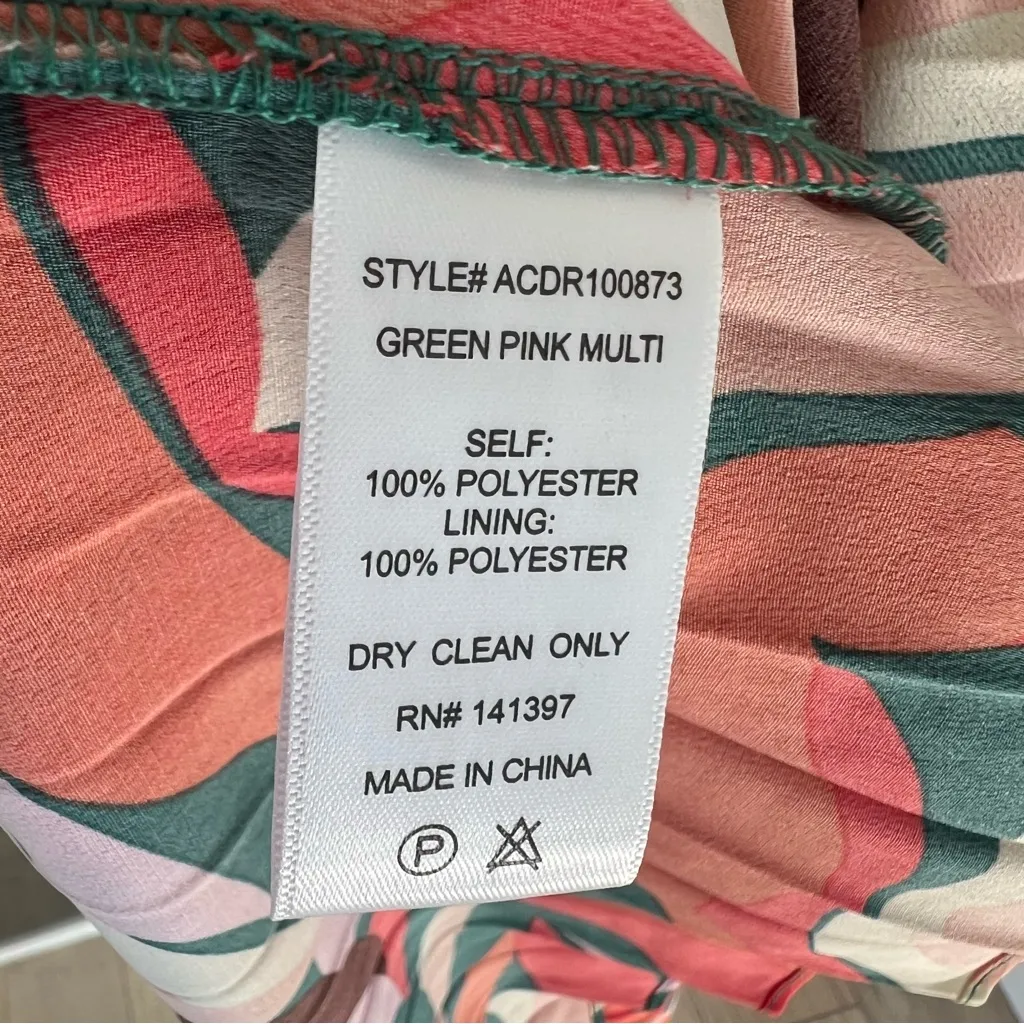 STYLE# ACDR100873
GREEN PINK MULTI
SELF:
100% POLYESTER
LINING:
100% POLYESTER
DRY CLEAN ONLY
RN# 141397
MADE IN CHINA
P